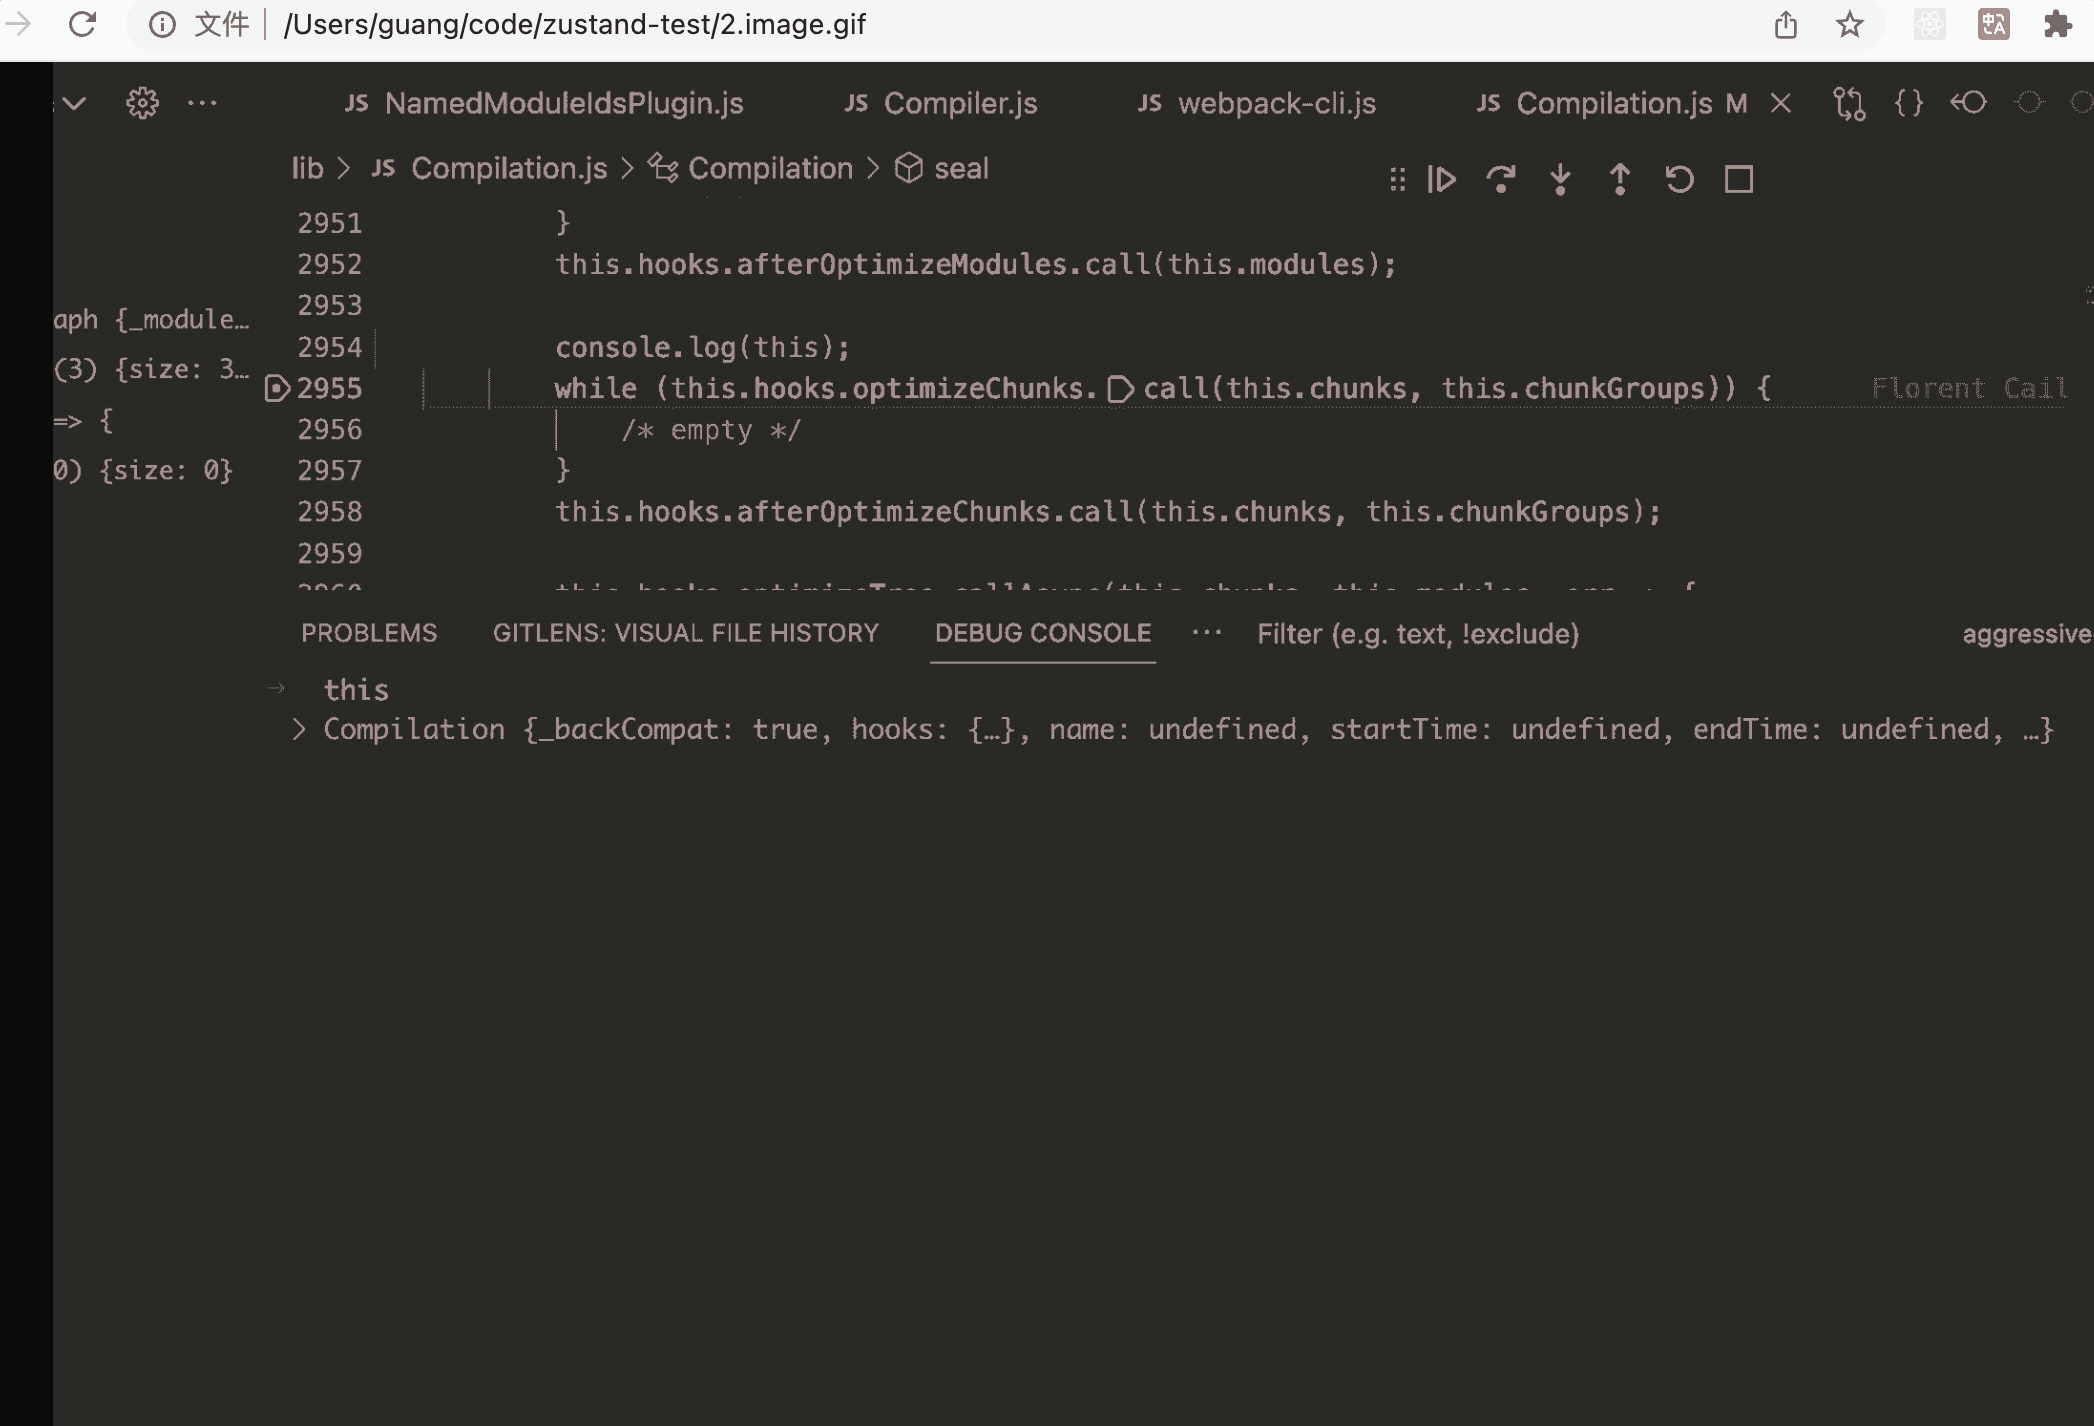 文件 /Users/guang/code/zustand-test/2.image.gif
JS NamedModuleIdsPlugin.js JS Compiler.js JS webpack-cli.js JS Compilation.js M
lib > JS Compilation.js > Compilation > seal
2951 }
2952 this.hooks.afterOptimizeModules.call(this.modules);
2953
aph {_module…
2954 console.log(this);
(3) {size: 3…
2955 while (this.hooks.optimizeChunks.call(this.chunks, this.chunkGroups)) { Florent Cail
=> {
2956 /* empty */
0) {size: 0}
2957 }
2958 this.hooks.afterOptimizeChunks.call(this.chunks, this.chunkGroups);
2959
PROBLEMS GITLENS: VISUAL FILE HISTORY DEBUG CONSOLE ··· Filter (e.g. text, !exclude) aggressive
→ this
> Compilation {_backCompat: true, hooks: {…}, name: undefined, startTime: undefined, endTime: undefined, …}